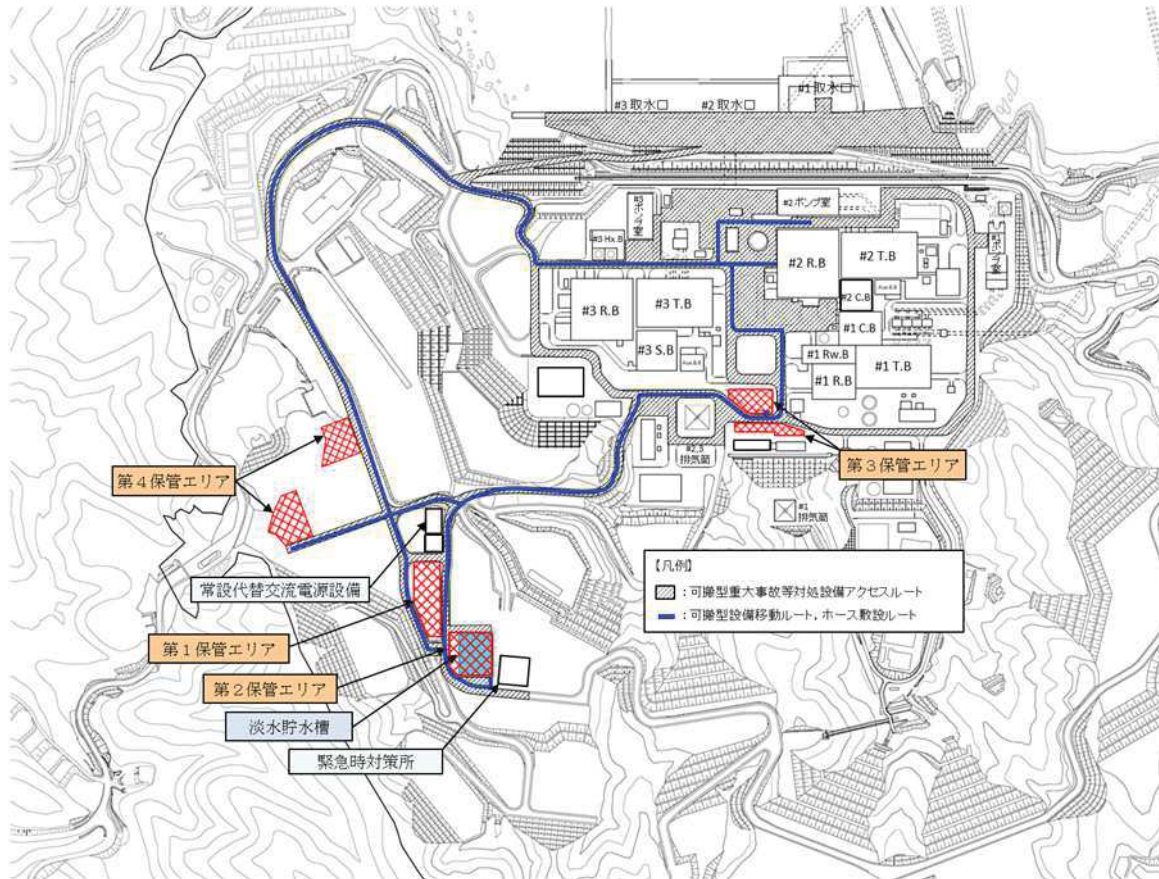 #1 取水口
#3 取水口
#2 取水口
#3
ポンプ室
#2 ポンプ室
#3 Hx.B
#2 R.B
#2 T.B
#2 C.B
#3 R.B
#3 T.B
#1 C.B
#3 S.B
#1 Rw.B
#1 T.B
#1 R.B
#2,3
排気筒
第3保管エリア
第4保管エリア
#1
排気筒
常設代替交流電源設備
【凡例】
:可搬型重大事故等対処設備アクセスルート
:可搬型設備移動ルート,ホース敷設ルート
第1保管エリア
第2保管エリア
淡水貯水槽
緊急時対策所